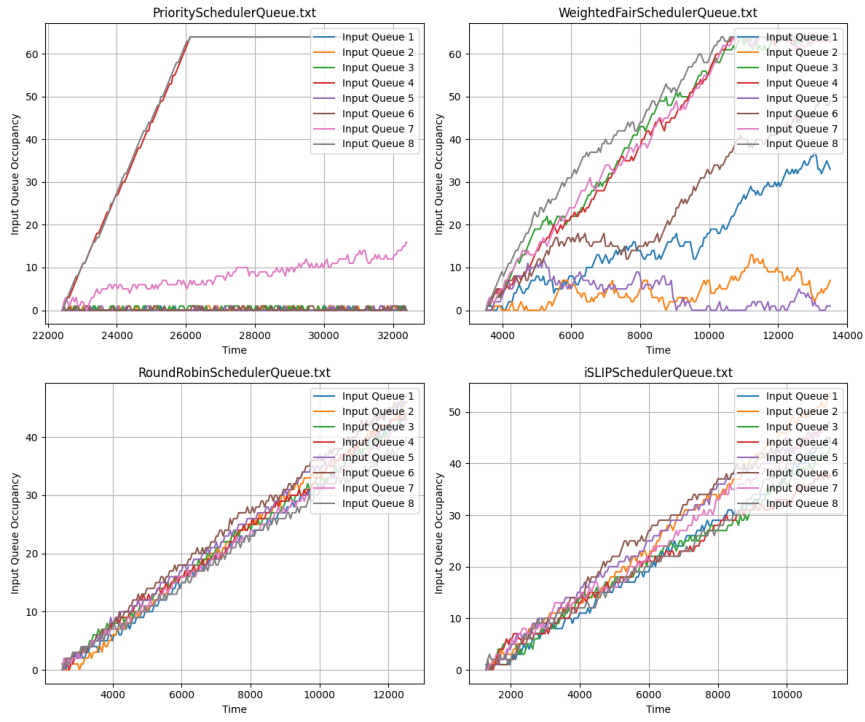 PrioritySchedulerQueue.txt
Input Queue Occupancy
60
50
40
30
20
10
0
22000 24000 26000 28000 30000 32000
Time
Input Queue 1
Input Queue 2
Input Queue 3
Input Queue 4
Input Queue 5
Input Queue 6
Input Queue 7
Input Queue 8
WeightedFairSchedulerQueue.txt
Input Queue Occupancy
60
50
40
30
20
10
0
4000 6000 8000 10000 12000 14000
Time
Input Queue 1
Input Queue 2
Input Queue 3
Input Queue 4
Input Queue 5
Input Queue 6
Input Queue 7
Input Queue 8
RoundRobinSchedulerQueue.txt
Input Queue Occupancy
40
30
20
10
0
4000 6000 8000 10000 12000
Time
Input Queue 1
Input Queue 2
Input Queue 3
Input Queue 4
Input Queue 5
Input Queue 6
Input Queue 7
Input Queue 8
iSLIPSchedulerQueue.txt
Input Queue Occupancy
50
40
30
20
10
0
2000 4000 6000 8000 10000
Time
Input Queue 1
Input Queue 2
Input Queue 3
Input Queue 4
Input Queue 5
Input Queue 6
Input Queue 7
Input Queue 8